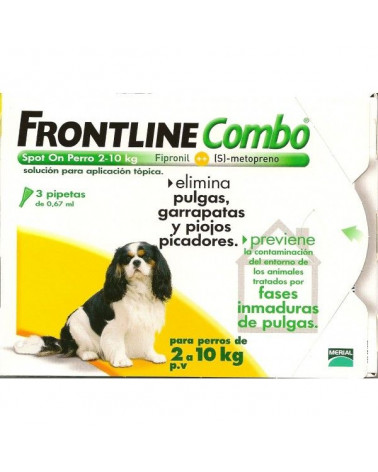 FRONTLINE Combo®
Spot On Perro 2-10 kg Fipronil (S)-metopreno
solución para aplicación tópica.
3 pipetas
de 0,67 ml
elimina
pulgas,
garrapatas
y piojos
picadores.
previene
la contaminación
del entorno de
los animales
tratados por
fases
inmaduras
de pulgas.
para perros de
2 a 10 kg
p.v
MERIAL